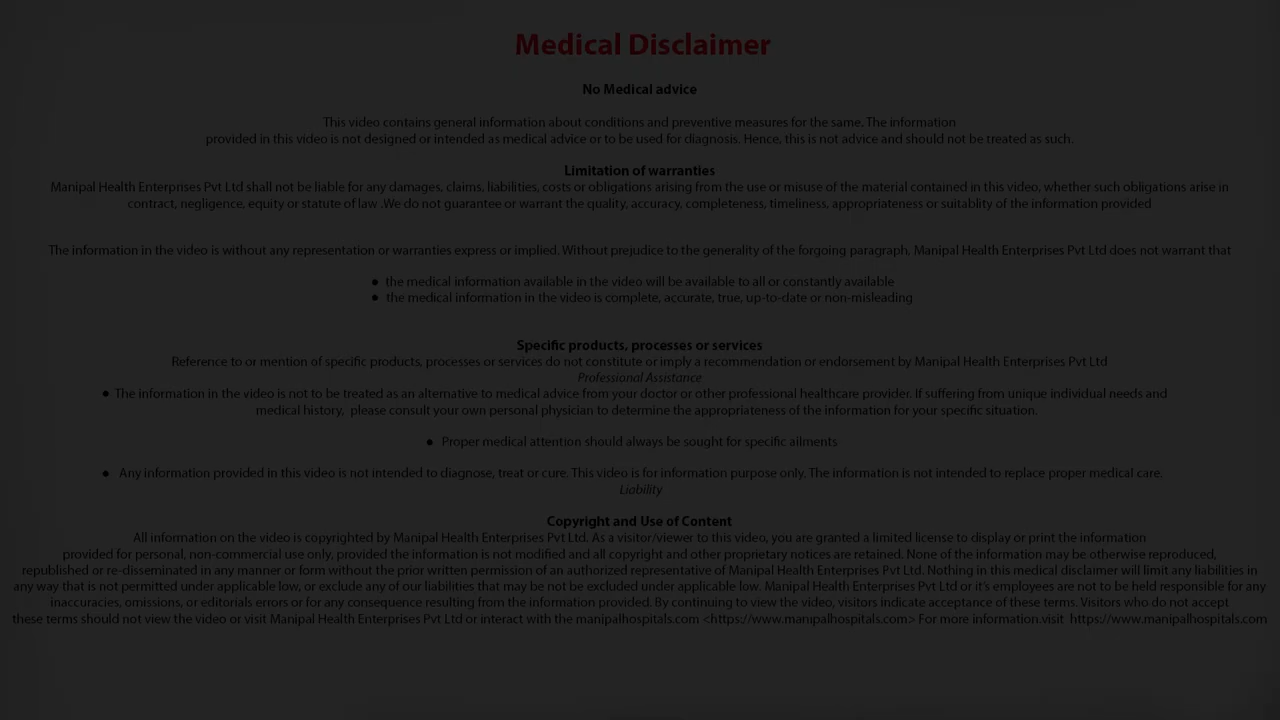 Medical Disclaimer
No Medical advice
This video contains general information about conditions and preventive measures for the same. The information
provided in this video is not designed or intended as medical advice or to be used for diagnosis. Hence, this is not advice and should not be treated as such.
Limitation of warranties
Manipal Health Enterprises Pvt Ltd shall not be liable for any damages, claims, liabilities, costs or obligations arising from the use or misuse of the material contained in this video, whether such obligations arise in
contract, negligence, equity or statute of law .We do not guarantee or warrant the quality, accuracy, completeness, timeliness, appropriateness or suitablity of the information provided
The information in the video is without any representation or warranties express or implied. Without prejudice to the generality of the forgoing paragraph, Manipal Health Enterprises Pvt Ltd does not warrant that
● the medical information available in the video will be available to all or constantly available
● the medical information in the video is complete, accurate, true, up-to-date or non-misleading
Specific products, processes or services
Reference to or mention of specific products, processes or services do not constitute or imply a recommendation or endorsement by Manipal Health Enterprises Pvt Ltd
Professional Assistance
● The information in the video is not to be treated as an alternative to medical advice from your doctor or other professional healthcare provider. If suffering from unique individual needs and
medical history, please consult your own personal physician to determine the appropriateness of the information for your specific situation.
● Proper medical attention should always be sought for specific ailments
● Any information provided in this video is not intended to diagnose, treat or cure. This video is for information purpose only. The information is not intended to replace proper medical care.
Liability
Copyright and Use of Content
All information on the video is copyrighted by Manipal Health Enterprises Pvt Ltd. As a visitor/viewer to this video, you are granted a limited license to display or print the information
provided for personal, non-commercial use only, provided the information is not modified and all copyright and other proprietary notices are retained. None of the information may be otherwise reproduced,
republished or re-disseminated in any manner or form without the prior written permission of an authorized representative of Manipal Health Enterprises Pvt Ltd. Nothing in this medical disclaimer will limit any liabilities in
any way that is not permitted under applicable low, or exclude any of our liabilities that may be not be excluded under applicable low. Manipal Health Enterprises Pvt Ltd or it's employees are not to be held responsible for any
inaccuracies, omissions, or editorials errors or for any consequence resulting from the information provided. By continuing to view the video, visitors indicate acceptance of these terms. Visitors who do not accept
these terms should not view the video or visit Manipal Health Enterprises Pvt Ltd or interact with the manipalhospitals.com <https://www.manipalhospitals.com> For more information.visit https://www.manipalhospitals.com